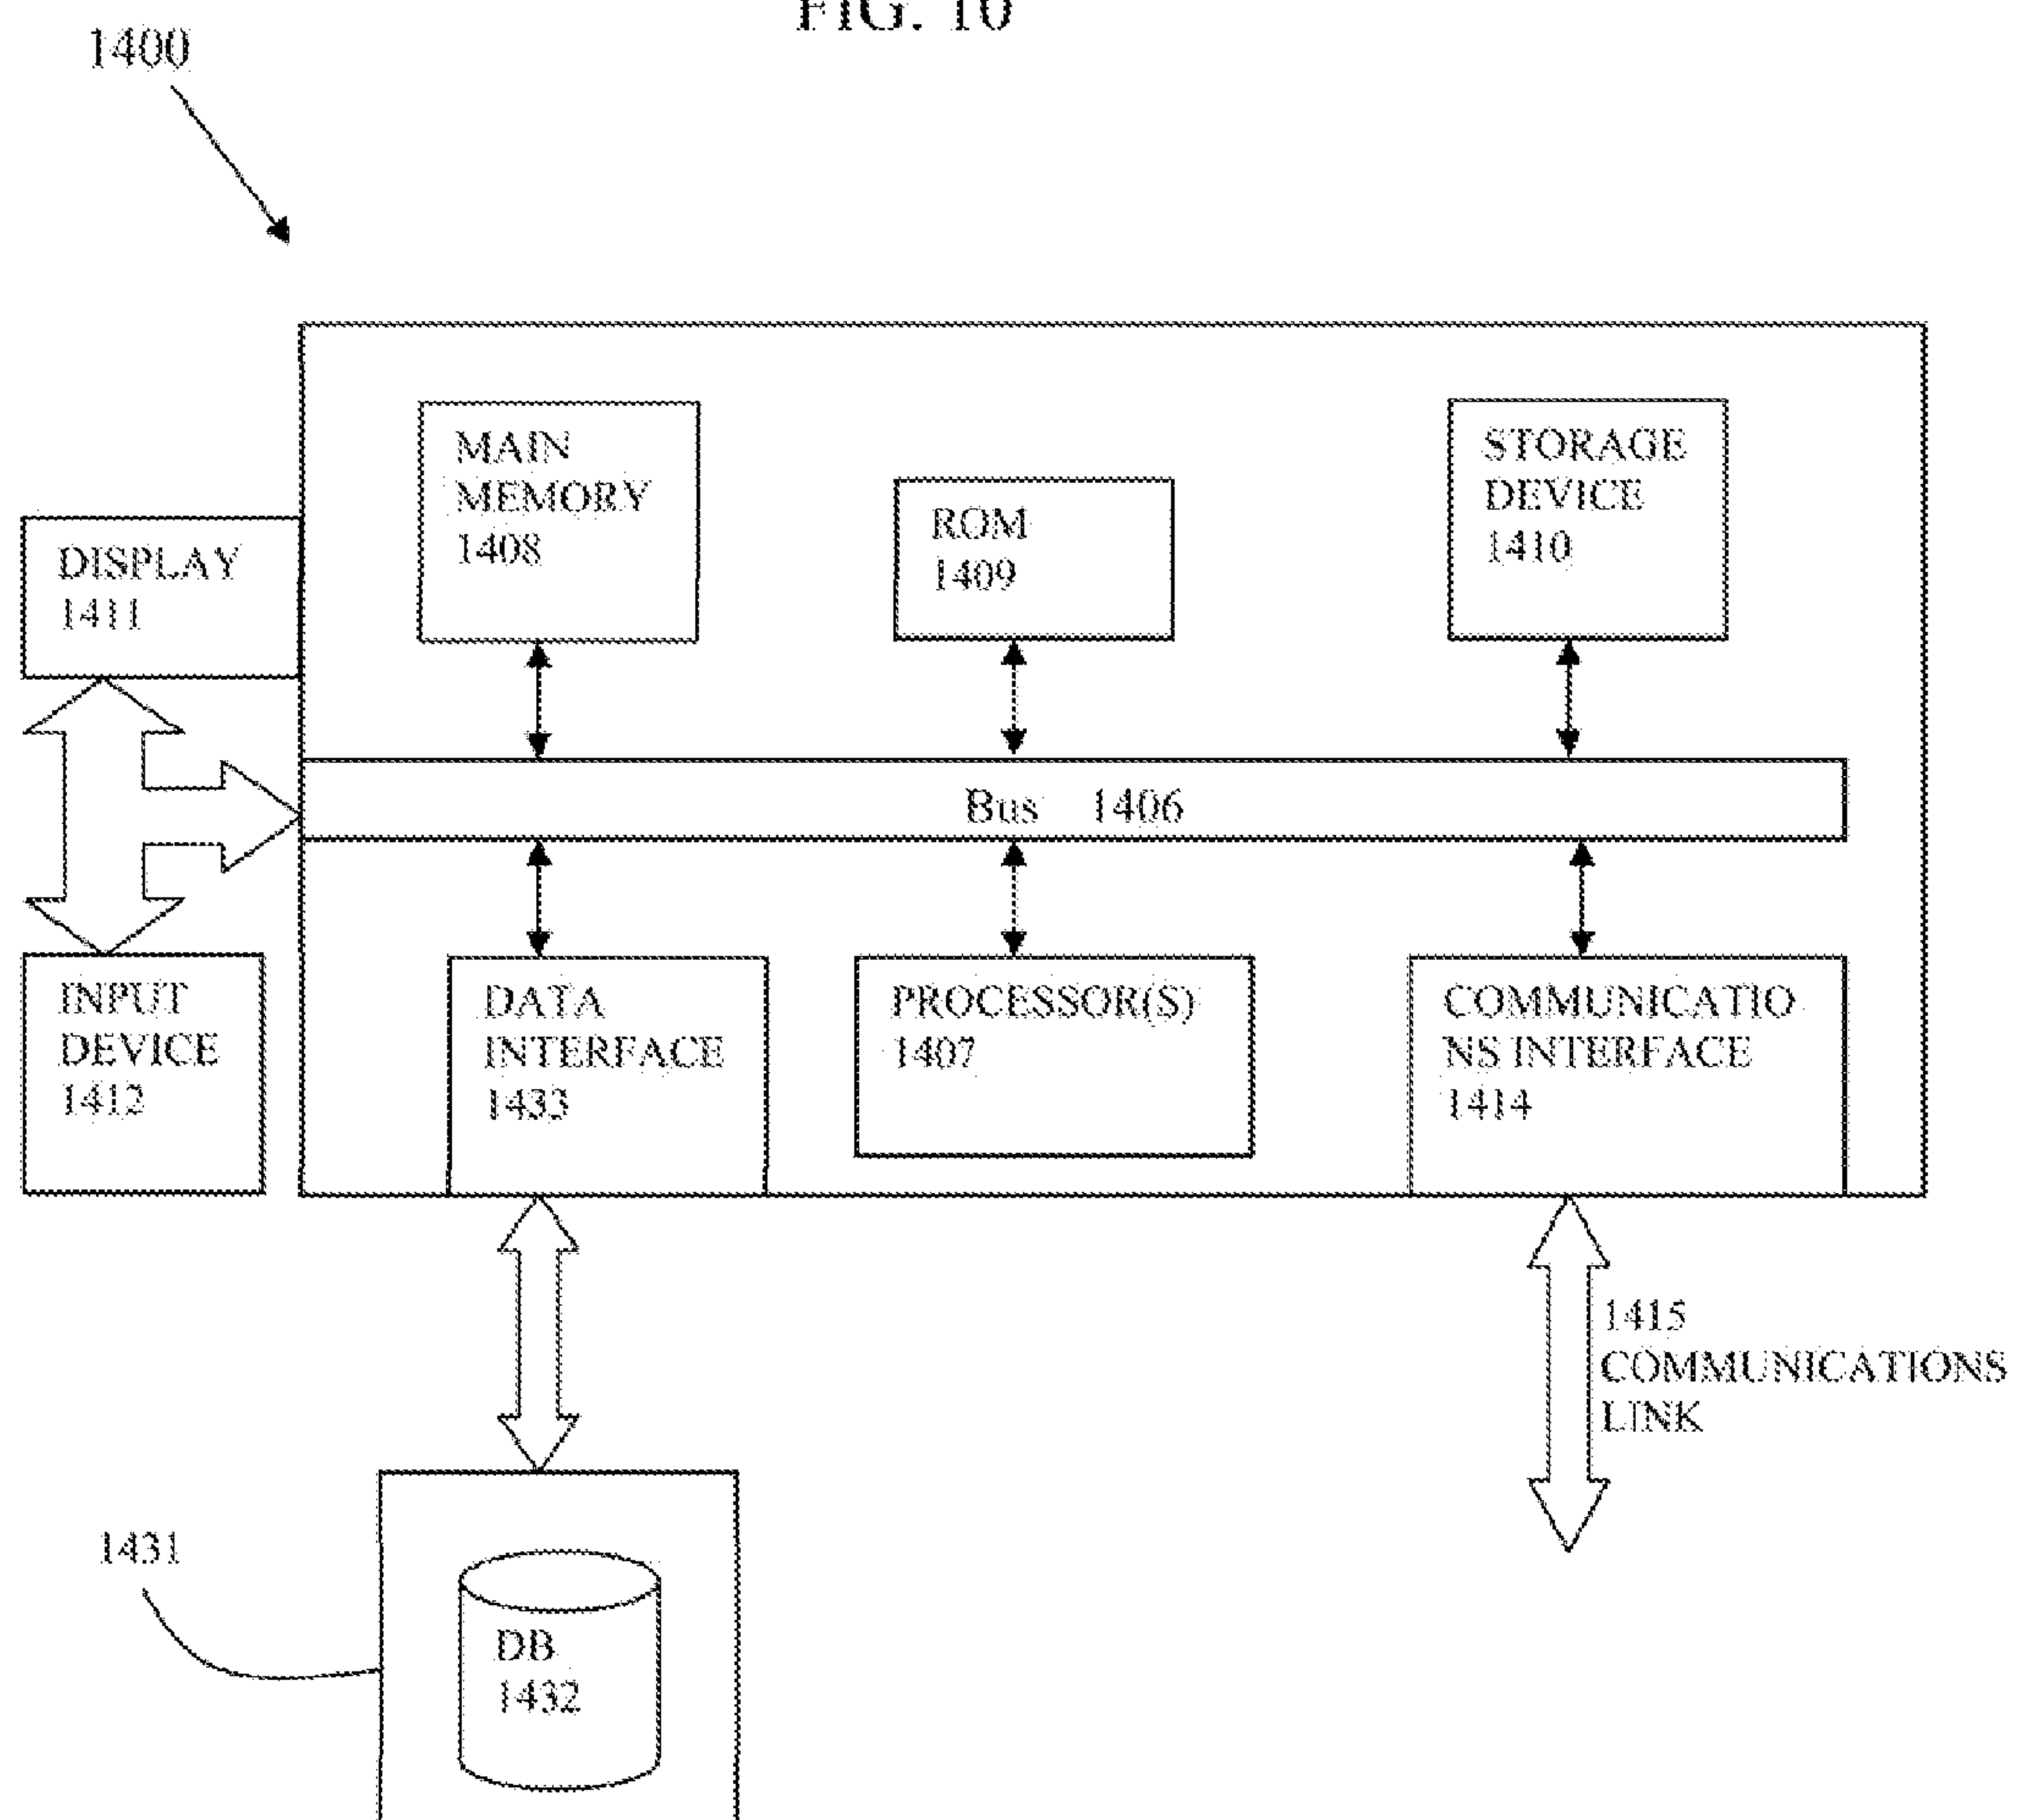 FIG. 10
1400
MAIN
MEMORY
1408
ROM
1409
STORAGE
DEVICE
1410
DISPLAY
1411
Bus 1406
INPUT
DEVICE
1412
DATA
INTERFACE
1433
PROCESSOR(S)
1407
COMMUNICATIO
NS INTERFACE
1414
1415
COMMUNICATIONS
LINK
1431
DB
1432